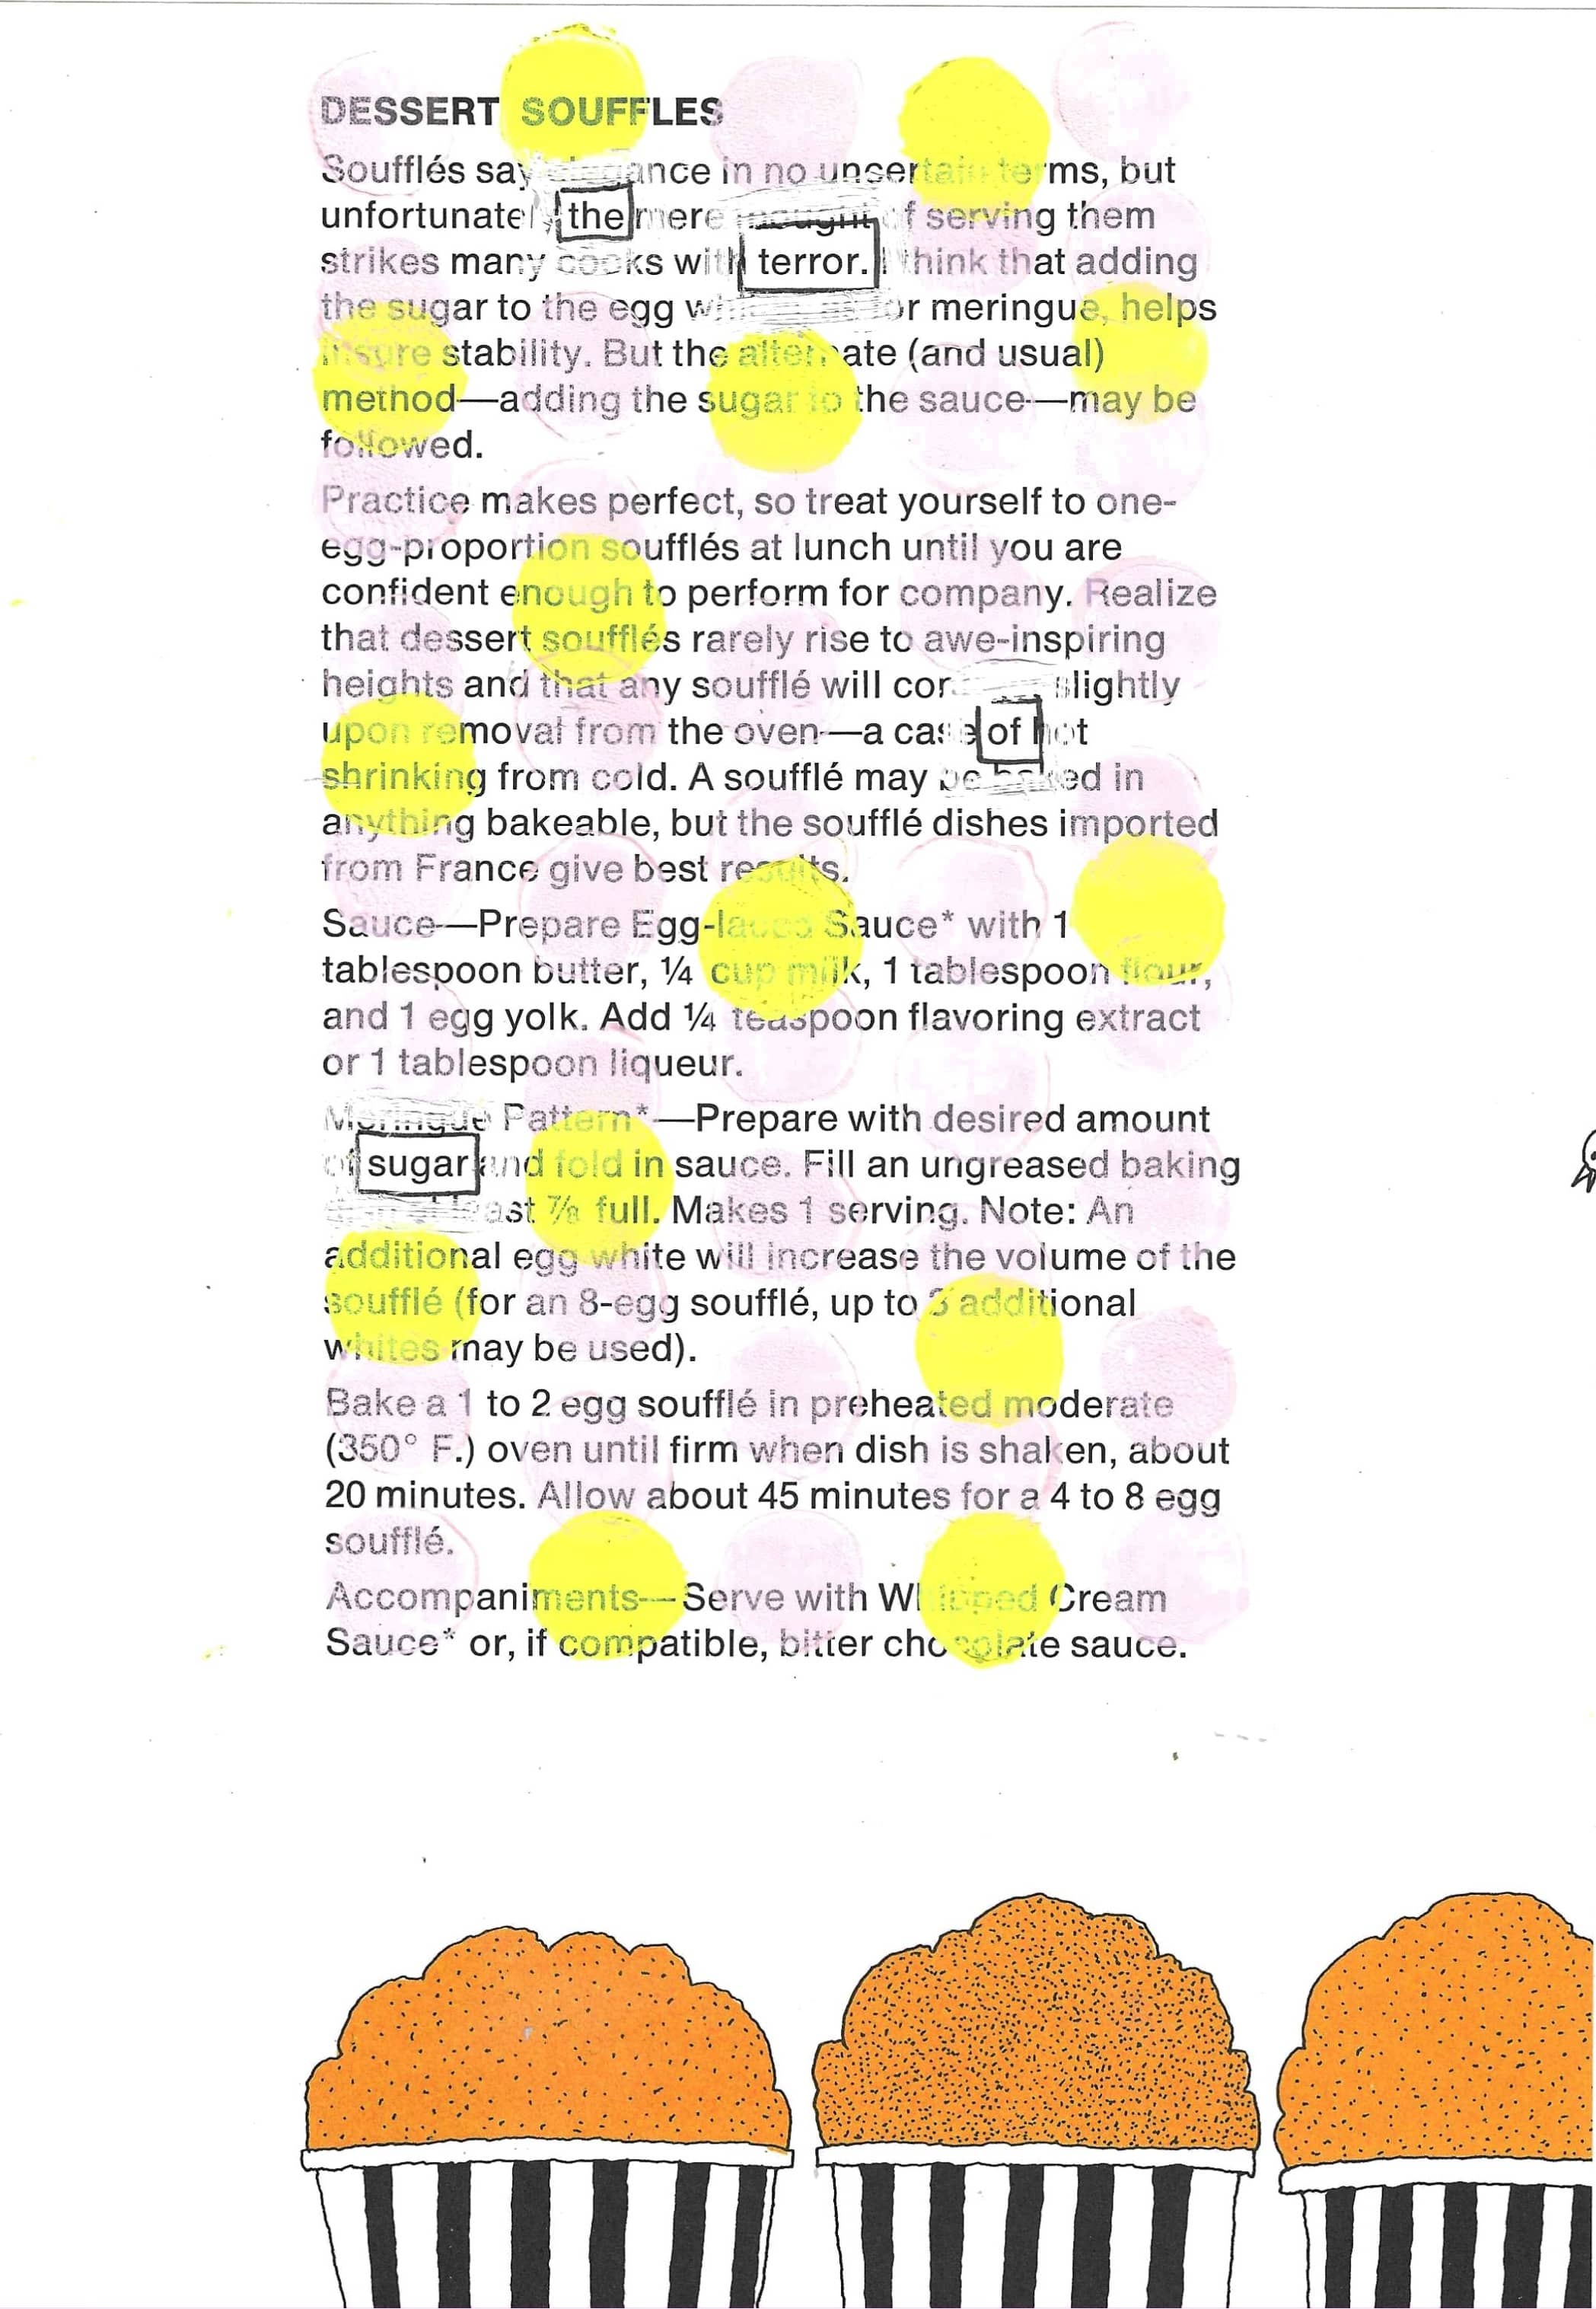 DESSERT SOUFFLES
Soufflés say elegance in no uncertain terms, but
unfortunately the mere thought of serving them
strikes many cooks with terror. I think that adding
the sugar to the egg for meringue, helps
insure stability. But the alternate (and usual)
method—adding the sugar to the sauce—may be
followed.
Practice makes perfect, so treat yourself to one-
egg-proportion soufflés at lunch until you are
confident enough to perform for company. Realize
that dessert soufflés rarely rise to awe-inspiring
heights and that any soufflé will slightly
upon removal from the oven—a case of hot
shrinking from cold. A soufflé may be baked in
anything bakeable, but the soufflé dishes imported
from France give best results.
Sauce—Prepare Egg-laced Sauce* with 1
tablespoon butter, ¼ cup milk, 1 tablespoon flour,
and 1 egg yolk. Add ¼ teaspoon flavoring extract
or 1 tablespoon liqueur.
Meringue Pattern*—Prepare with desired amount
of sugar and fold in sauce. Fill an ungreased baking
⅞ full. Makes 1 serving. Note: An
additional egg white will increase the volume of the
soufflé (for an 8-egg soufflé, up to 3 additional
whites may be used).
Bake a 1 to 2 egg soufflé in preheated moderate
(350° F.) oven until firm when dish is shaken, about
20 minutes. Allow about 45 minutes for a 4 to 8 egg
soufflé.
Accompaniments—Serve with Whipped Cream
Sauce* or, if compatible, bitter chocolate sauce.